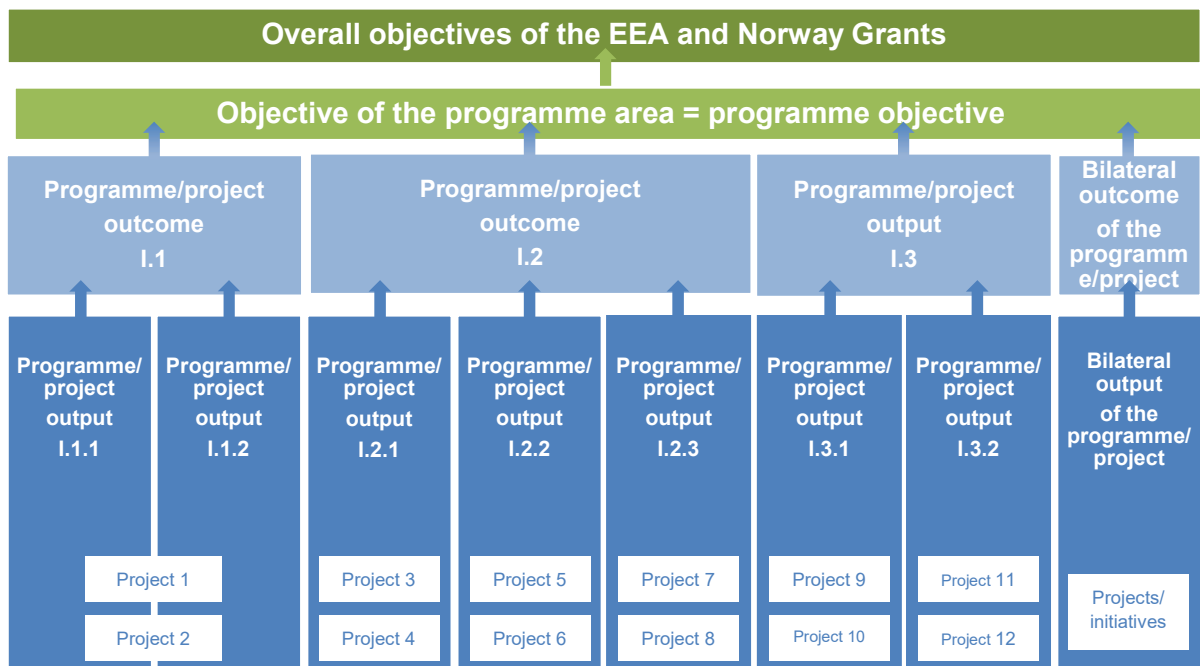 Overall objectives of the EEA and Norway Grants
Objective of the programme area = programme objective
Programme/project
outcome
I.1
Programme/project
outcome
I.2
Programme/project
output
I.3
Bilateral
outcome
of the
programm
e/project
Programme/
project
output
I.1.1
Programme/
project
output
I.1.2
Programme/
project
output
I.2.1
Programme/
project
output
I.2.2
Programme/
project
output
I.2.3
Programme/
project
output
I.3.1
Programme/
project
output
I.3.2
Bilateral
output
of the
programme/
project
Project 1
Project 2
Project 3
Project 4
Project 5
Project 6
Project 7
Project 8
Project 9
Project 10
Project 11
Project 12
Projects/
initiatives